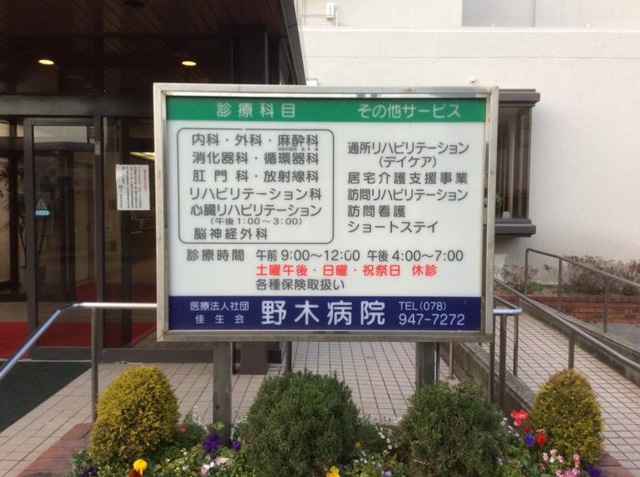 診療科目
内科・外科・麻酔科
消化器科・循環器科
肛門科・放射線科
リハビリテーション科
心臓リハビリテーション
(午後1:00～3:00)
脳神経外科
その他サービス
通所リハビリテーション
(デイケア)
居宅介護支援事業
訪問リハビリテーション
訪問看護
ショートステイ
診療時間 午前9:00～12:00 午後4:00～7:00
土曜午後・日曜・祝祭日 休診
各種保険取扱い
医療法人社団
佳生会
野木病院
TEL(078)
947-7272